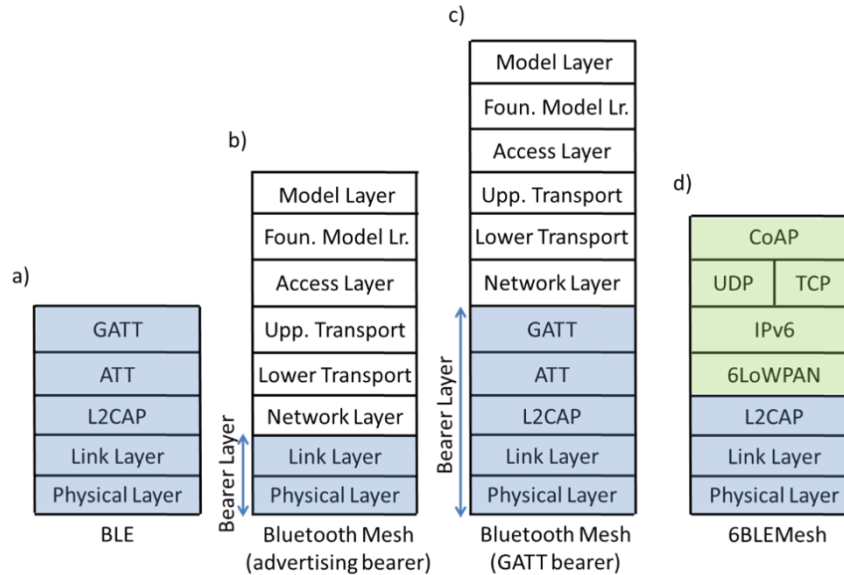 a)
GATT
ATT
L2CAP
Link Layer
Physical Layer
BLE
b)
Model Layer
Foun. Model Lr.
Access Layer
Upp. Transport
Lower Transport
Network Layer
Link Layer
Physical Layer
Bearer Layer
Bluetooth Mesh
(advertising bearer)
c)
Model Layer
Foun. Model Lr.
Access Layer
Upp. Transport
Lower Transport
Network Layer
GATT
ATT
L2CAP
Link Layer
Physical Layer
Bearer Layer
Bluetooth Mesh
(GATT bearer)
d)
CoAP
UDP TCP
IPv6
6LoWPAN
L2CAP
Link Layer
Physical Layer
6BLEMesh